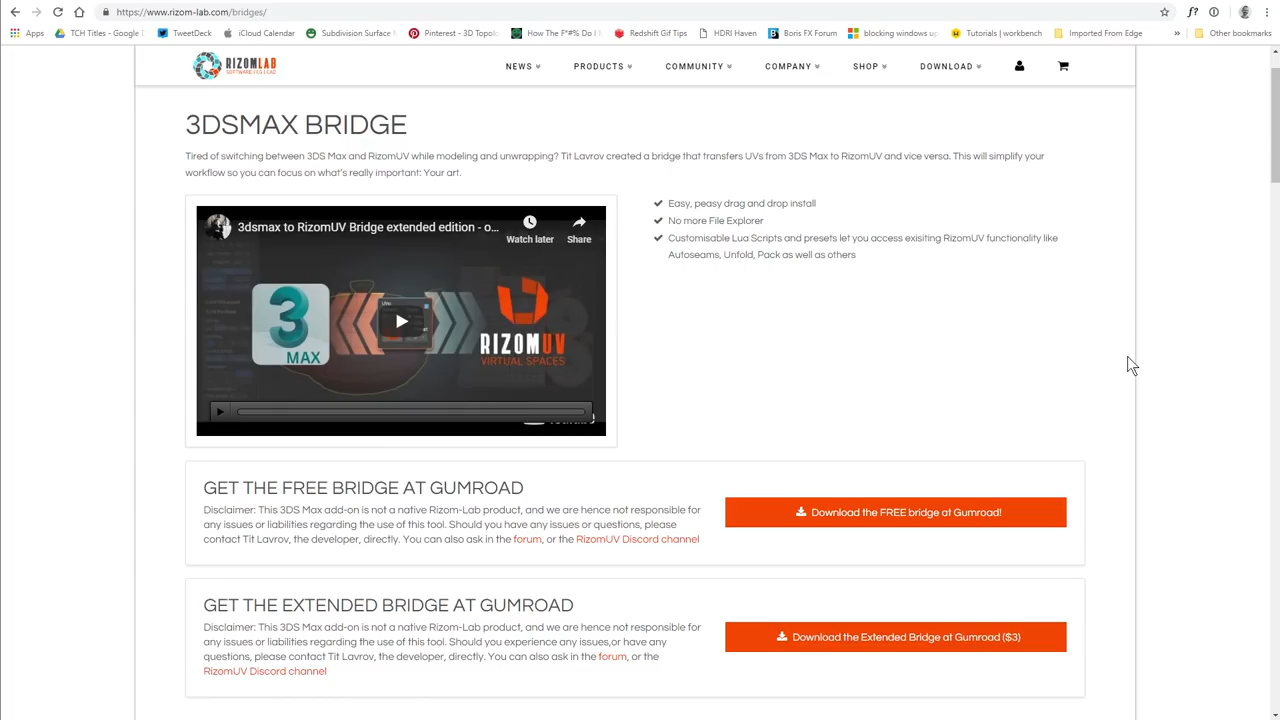 https://www.rizom-lab.com/bridges/
f?
Apps
TCH Titles - Google D
TweetDeck
iCloud Calendar
Subdivision Surface M
Pinterest - 3D Topolo
How The F*#% Do I M
Redshift Gif Tips
HDRI Haven
Boris FX Forum
blocking windows up
Tutorials | workbench
Imported From Edge
»
Other bookmarks
RIZOMLAB
SOFTWARE | CG | CAD
NEWS
PRODUCTS
COMMUNITY
COMPANY
SHOP
DOWNLOAD
3DSMAX BRIDGE
Tired of switching between 3DS Max and RizomUV while modeling and unwrapping? Tit Lavrov created a bridge that transfers UVs from 3DS Max to RizomUV and vice versa. This will simplify your
workflow so you can focus on what's really important: Your art.
3dsmax to RizomUV Bridge extended edition - o...
Watch later
Share
3
MAX
RIZOMUV
VIRTUAL SPACES
Easy, peasy drag and drop install
No more File Explorer
Customisable Lua Scripts and presets let you access exisiting RizomUV functionality like
Autoseams, Unfold, Pack as well as others
GET THE FREE BRIDGE AT GUMROAD
Disclaimer: This 3DS Max add-on is not a native Rizom-Lab product, and we are hence not responsible for
any issues or liabilities regarding the use of this tool. Should you have any issues or questions, please
contact Tit Lavrov, the developer, directly. You can also ask in the forum, or the RizomUV Discord channel
Download the FREE bridge at Gumroad!
GET THE EXTENDED BRIDGE AT GUMROAD
Disclaimer: This 3DS Max add-on is not a native Rizom-Lab product, and we are hence not responsible for
any issues or liabilities regarding the use of this tool. Should you experience any issues,or have any
questions, please contact Tit Lavrov, the developer, directly. You can also ask in the forum, or the
RizomUV Discord channel
Download the Extended Bridge at Gumroad ($3)